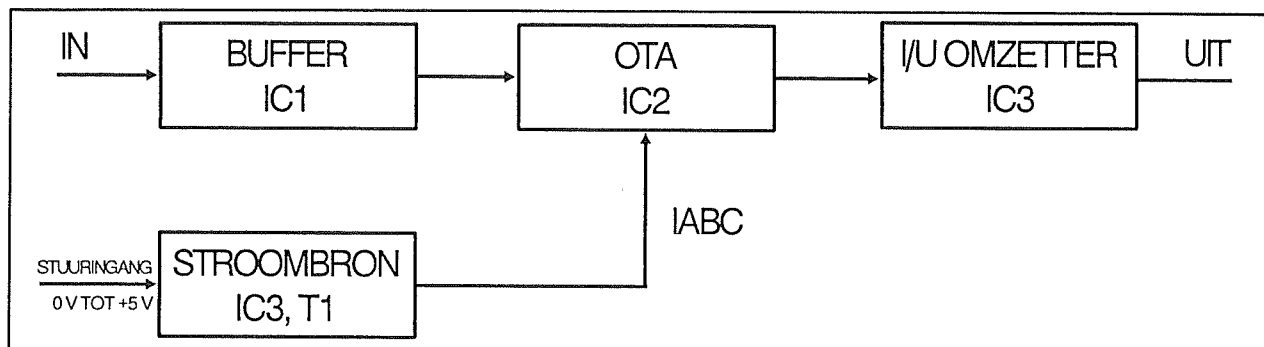 IN
BUFFER
IC1
OTA
IC2
I/U OMZETTER
IC3
UIT
IABC
STUURINGANG
0 V TOT +5 V
STROOMBRON
IC3, T1